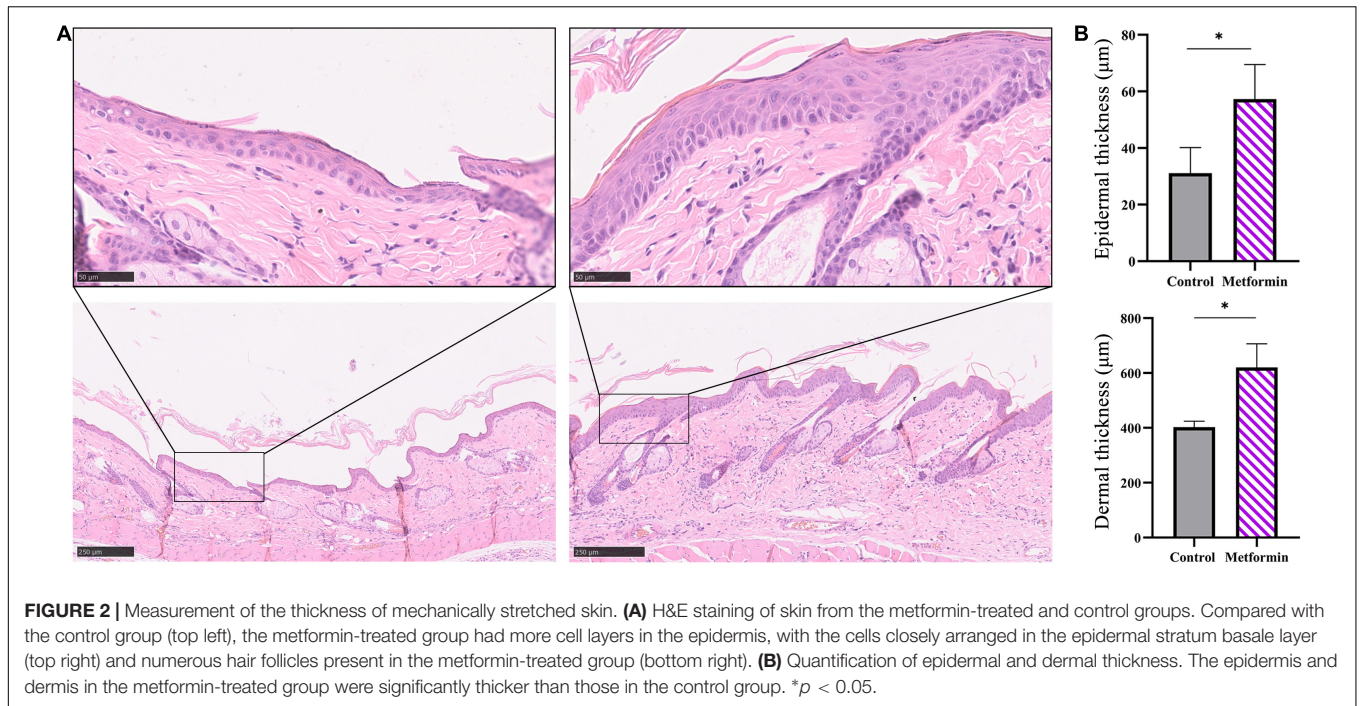 A
50 µm
50 µm
250 µm
250 µm
B
Epidermal thickness (µm)
80
60
40
20
0
*
Control Metformin
Dermal thickness (µm)
800
600
400
200
0
*
Control Metformin
FIGURE 2 | Measurement of the thickness of mechanically stretched skin. (A) H&E staining of skin from the metformin-treated and control groups. Compared with
the control group (top left), the metformin-treated group had more cell layers in the epidermis, with the cells closely arranged in the epidermal stratum basale layer
(top right) and numerous hair follicles present in the metformin-treated group (bottom right). (B) Quantification of epidermal and dermal thickness. The epidermis and
dermis in the metformin-treated group were significantly thicker than those in the control group. *p < 0.05.